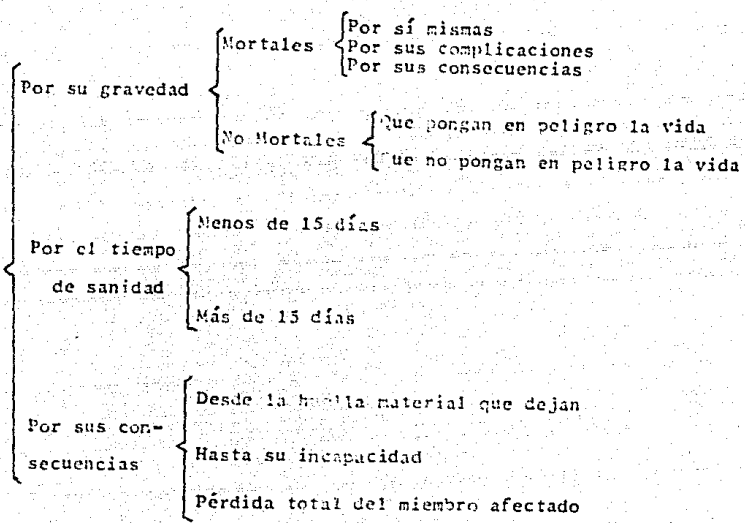 Por su gravedad
Mortales
Por sí mismas
Por sus complicaciones
Por sus consecuencias
No Mortales
Que pongan en peligro la vida
Que no pongan en peligro la vida
Por el tiempo
de sanidad
Menos de 15 días
Más de 15 días
Por sus con-
secuencias
Desde la huella material que dejan
Hasta su incapacidad
Pérdida total del miembro afectado